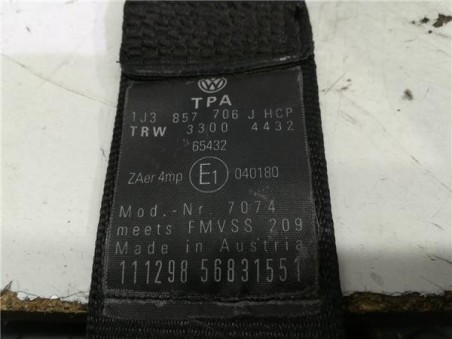 TPA
1J3 857 706 J HCP
TRW 3300 4432
65432
ZAer 4mp E1 040180
Mod.-Nr. 7074
meets FMVSS 209
Made in Austria
111298 56831551